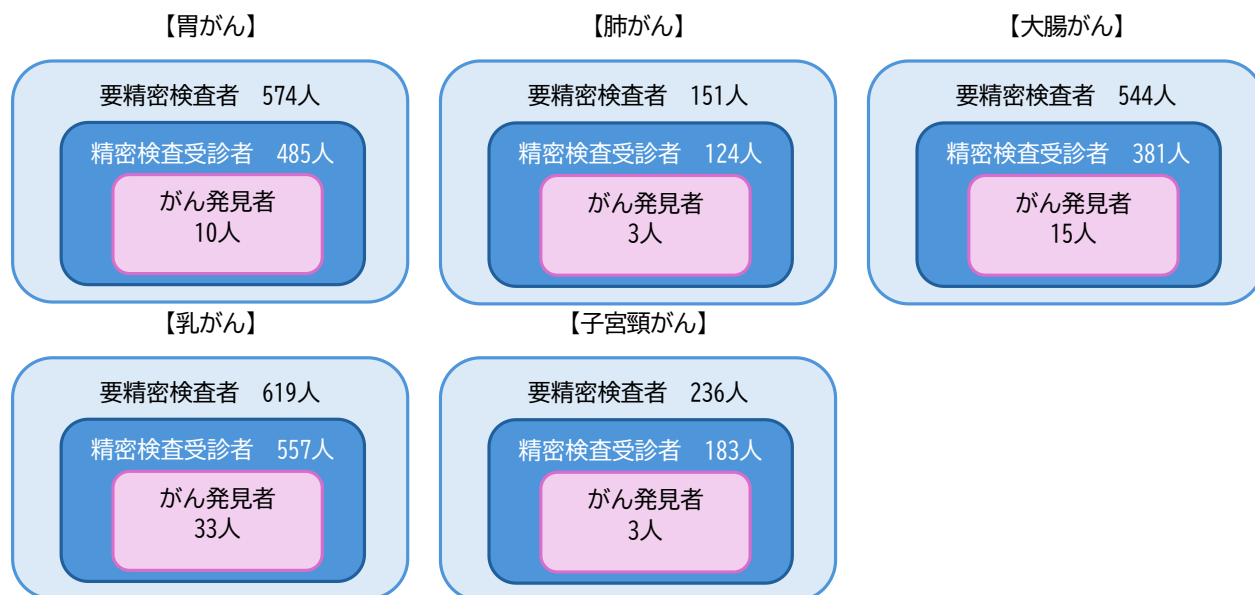 【胃がん】
要精密検査者　574人
精密検査受診者　485人
がん発見者
10人
【肺がん】
要精密検査者　151人
精密検査受診者　124人
がん発見者
3人
【大腸がん】
要精密検査者　544人
精密検査受診者　381人
がん発見者
15人
【乳がん】
要精密検査者　619人
精密検査受診者　557人
がん発見者
33人
【子宮頸がん】
要精密検査者　236人
精密検査受診者　183人
がん発見者
3人